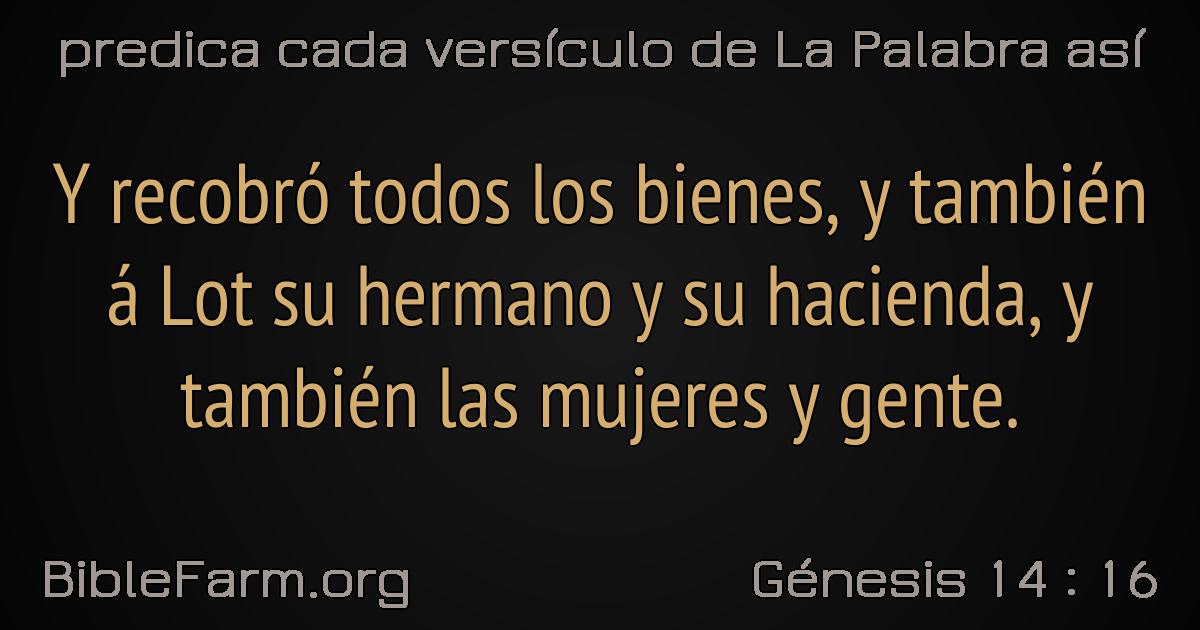 predica cada versículo de La Palabra así
Y recobró todos los bienes, y también
á Lot su hermano y su hacienda, y
también las mujeres y gente.
BibleFarm.org
Génesis 14 : 16